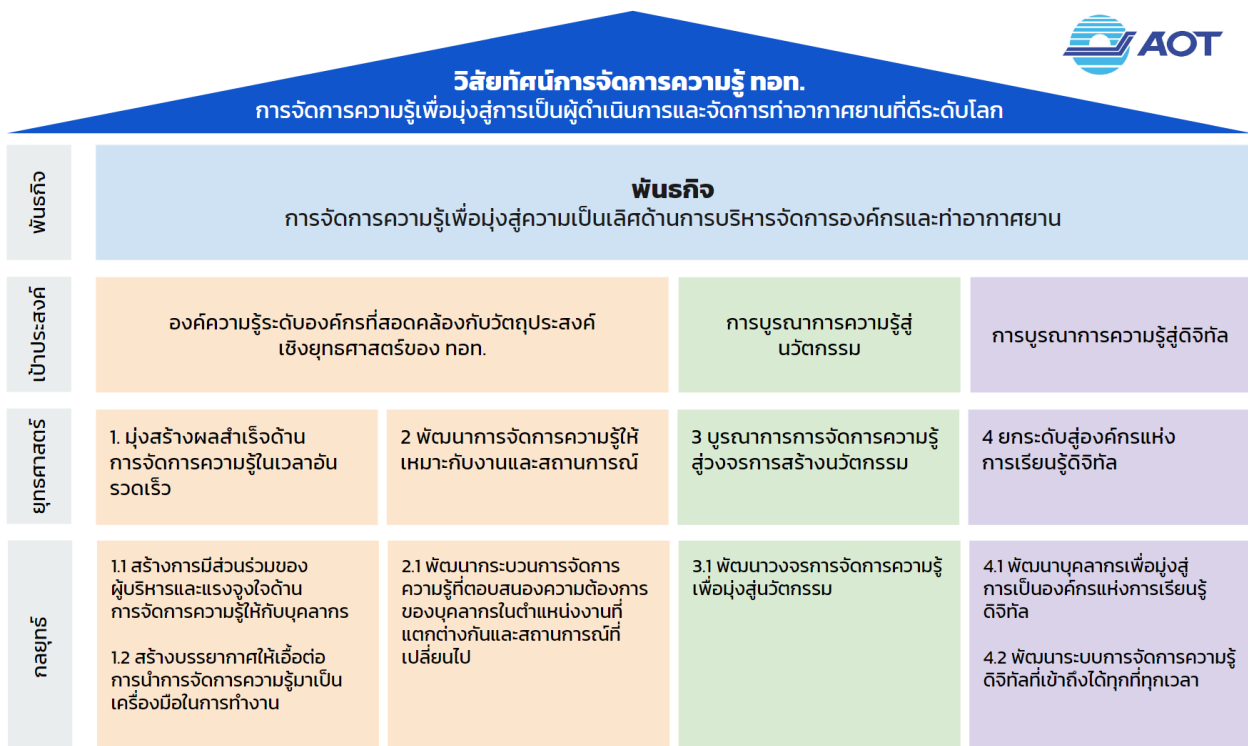 AOT
วิสัยทัศน์การจัดการความรู้ ทอท.
การจัดการความรู้เพื่อมุ่งสู่การเป็นผู้ดำเนินการและจัดการท่าอากาศยานที่ดีระดับโลก
พันธกิจ
พันธกิจ
การจัดการความรู้เพื่อมุ่งสู่ความเป็นเลิศด้านการบริหารจัดการองค์กรและท่าอากาศยาน
เป้าประสงค์
องค์ความรู้ระดับองค์กรที่สอดคล้องกับวัตถุประสงค์
เชิงยุทธศาสตร์ของ ทอท.
การบูรณาการความรู้สู่
นวัตกรรม
การบูรณาการความรู้สู่ดิจิทัล
ยุทธศาสตร์
1. มุ่งสร้างผลสำเร็จด้าน
การจัดการความรู้ในเวลาอัน
รวดเร็ว
2 พัฒนาการจัดการความรู้ให้
เหมาะกับงานและสถานการณ์
3 บูรณาการการจัดการความรู้
สู่วงจรการสร้างนวัตกรรม
4 ยกระดับสู่องค์กรแห่ง
การเรียนรู้ดิจิทัล
กลยุทธ์
1.1 สร้างการมีส่วนร่วมของ
ผู้บริหารและแรงจูงใจด้าน
การจัดการความรู้ให้กับบุคลากร
1.2 สร้างบรรยากาศให้เอื้อต่อ
การนำการจัดการความรู้มาเป็น
เครื่องมือในการทำงาน
2.1 พัฒนากระบวนการจัดการ
ความรู้ที่ตอบสนองความต้องการ
ของบุคลากรในตำแหน่งงานที่
แตกต่างกันและสถานการณ์ที่
เปลี่ยนไป
3.1 พัฒนาวงจรการจัดการความรู้
เพื่อมุ่งสู่นวัตกรรม
4.1 พัฒนาบุคลากรเพื่อมุ่งสู่
การเป็นองค์กรแห่งการเรียนรู้
ดิจิทัล
4.2 พัฒนาระบบการจัดการความรู้
ดิจิทัลที่เข้าถึงได้ทุกที่ทุกเวลา